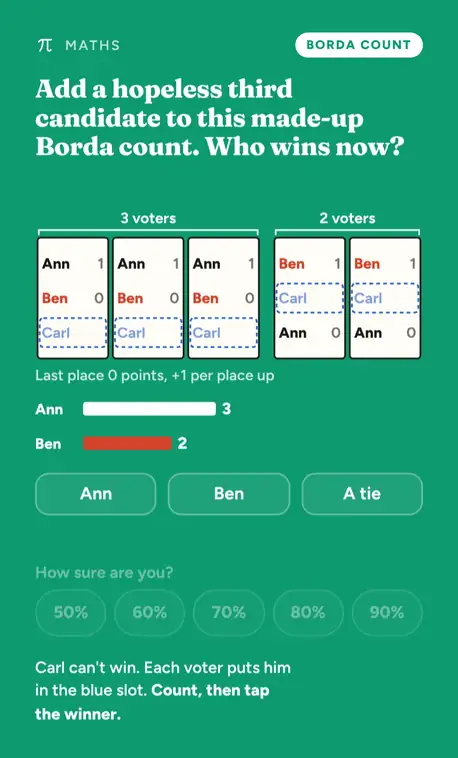 π MATHS
BORDA COUNT
Add a hopeless third
candidate to this made-up
Borda count. Who wins now?
3 voters
2 voters
Ann 1 Ann 1 Ann 1 Ben 1 Ben 1
Ben 0 Ben 0 Ben 0 Carl Carl
Carl Carl Carl Ann 0 Ann 0
Last place 0 points, +1 per place up
Ann 3
Ben 2
Ann
Ben
A tie
How sure are you?
50% 60% 70% 80% 90%
Carl can't win. Each voter puts him
in the blue slot. Count, then tap
the winner.